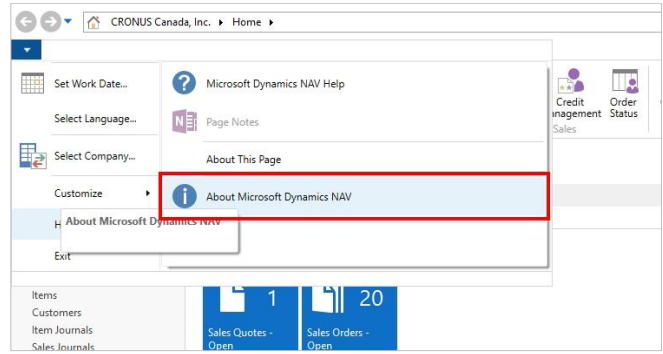 CRONUS Canada, Inc. ▸ Home ▸
Set Work Date...
Select Language...
Select Company...
Customize
H
Exit
Microsoft Dynamics NAV Help
Page Notes
About This Page
About Microsoft Dynamics NAV
About Microsoft Dynamics NAV
Credit
anagement
Order
Status
Sales
Items
Customers
Item Journals
Sales Journals
1
Sales Quotes -
Open
20
Sales Orders -
Open